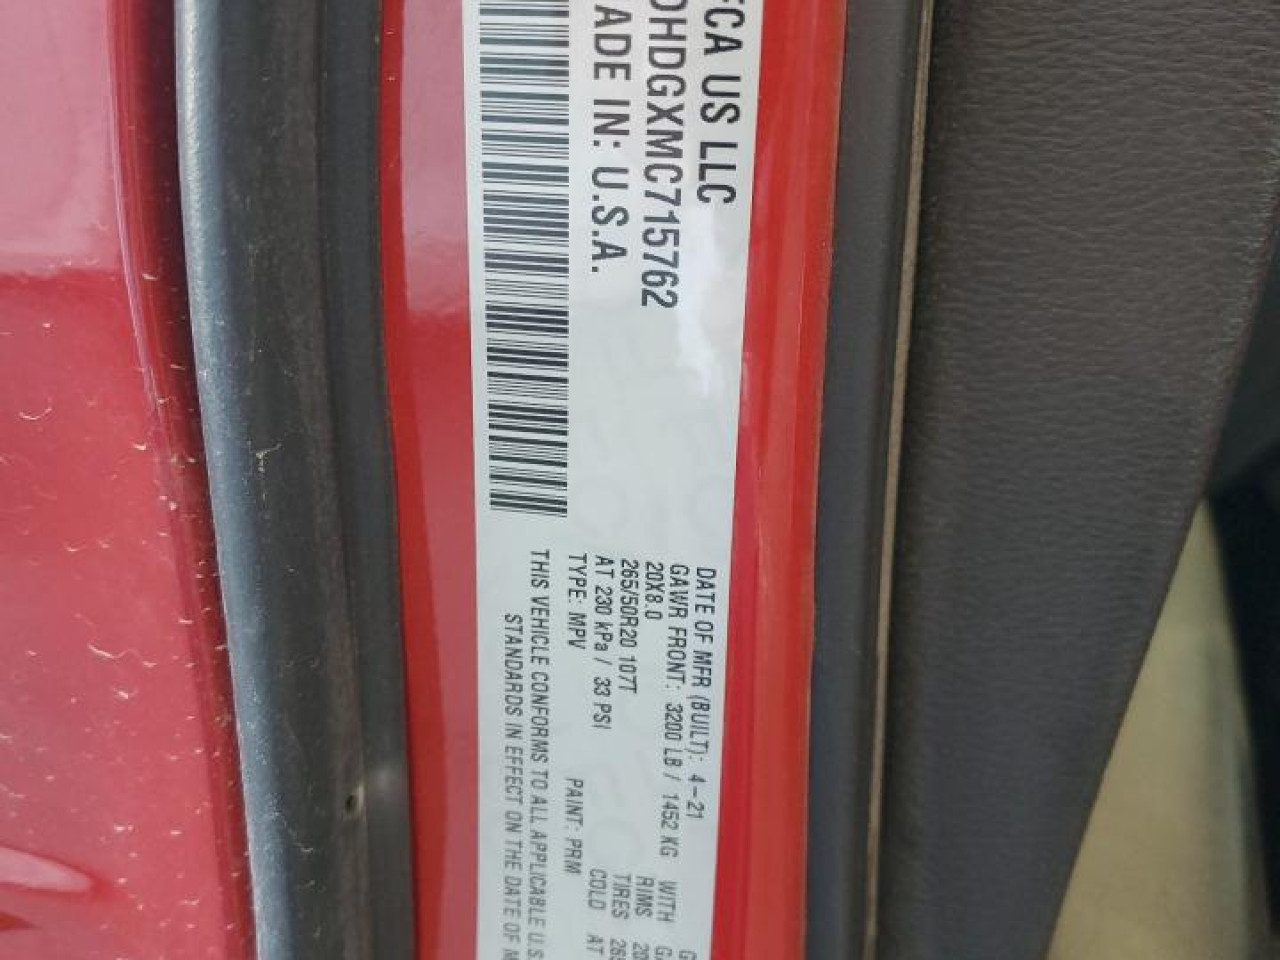 FCA US LLC
DHDGXMC715762
ADE IN: U.S.A.
DATE OF MFR (BUILT): 4-21
GAWR FRONT: 3200 LB / 1452 KG WITH
20X8.0 RIMS
265/50R20 107T TIRES
AT 230 kPa / 33 PSI COLD AT
TYPE: MPV PAINT: PRM
THIS VEHICLE CONFORMS TO ALL APPLICABLE U.S.
STANDARDS IN EFFECT ON THE DATE OF M